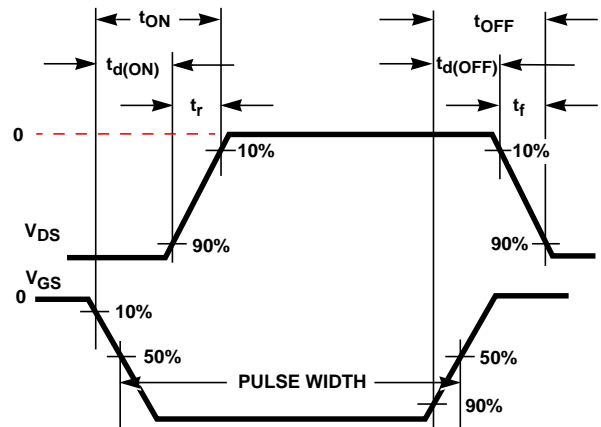 tON
tOFF
td(ON)
td(OFF)
tr
tf
0
10%
10%
VDS
90%
90%
VGS
0
10%
50%
50%
PULSE WIDTH
90%